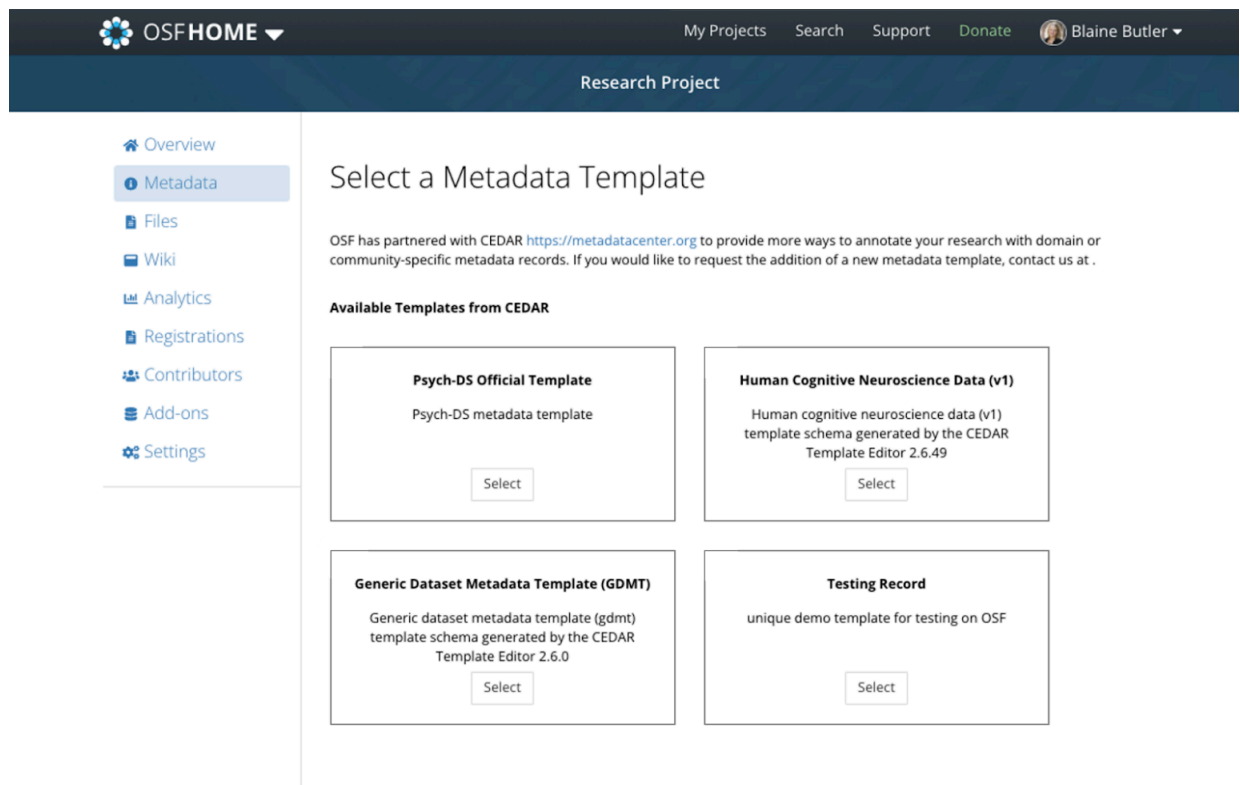 OSFHOME
My Projects
Search
Support
Donate
Blaine Butler
Research Project
Overview
Metadata
Files
Wiki
Analytics
Registrations
Contributors
Add-ons
Settings
Select a Metadata Template
OSF has partnered with CEDAR https://metadatacenter.org to provide more ways to annotate your research with domain or
community-specific metadata records. If you would like to request the addition of a new metadata template, contact us at .
Available Templates from CEDAR
Psych-DS Official Template
Psych-DS metadata template
Select
Human Cognitive Neuroscience Data (v1)
Human cognitive neuroscience data (v1)
template schema generated by the CEDAR
Template Editor 2.6.49
Select
Generic Dataset Metadata Template (GDMT)
Generic dataset metadata template (gdmt)
template schema generated by the CEDAR
Template Editor 2.6.0
Select
Testing Record
unique demo template for testing on OSF
Select